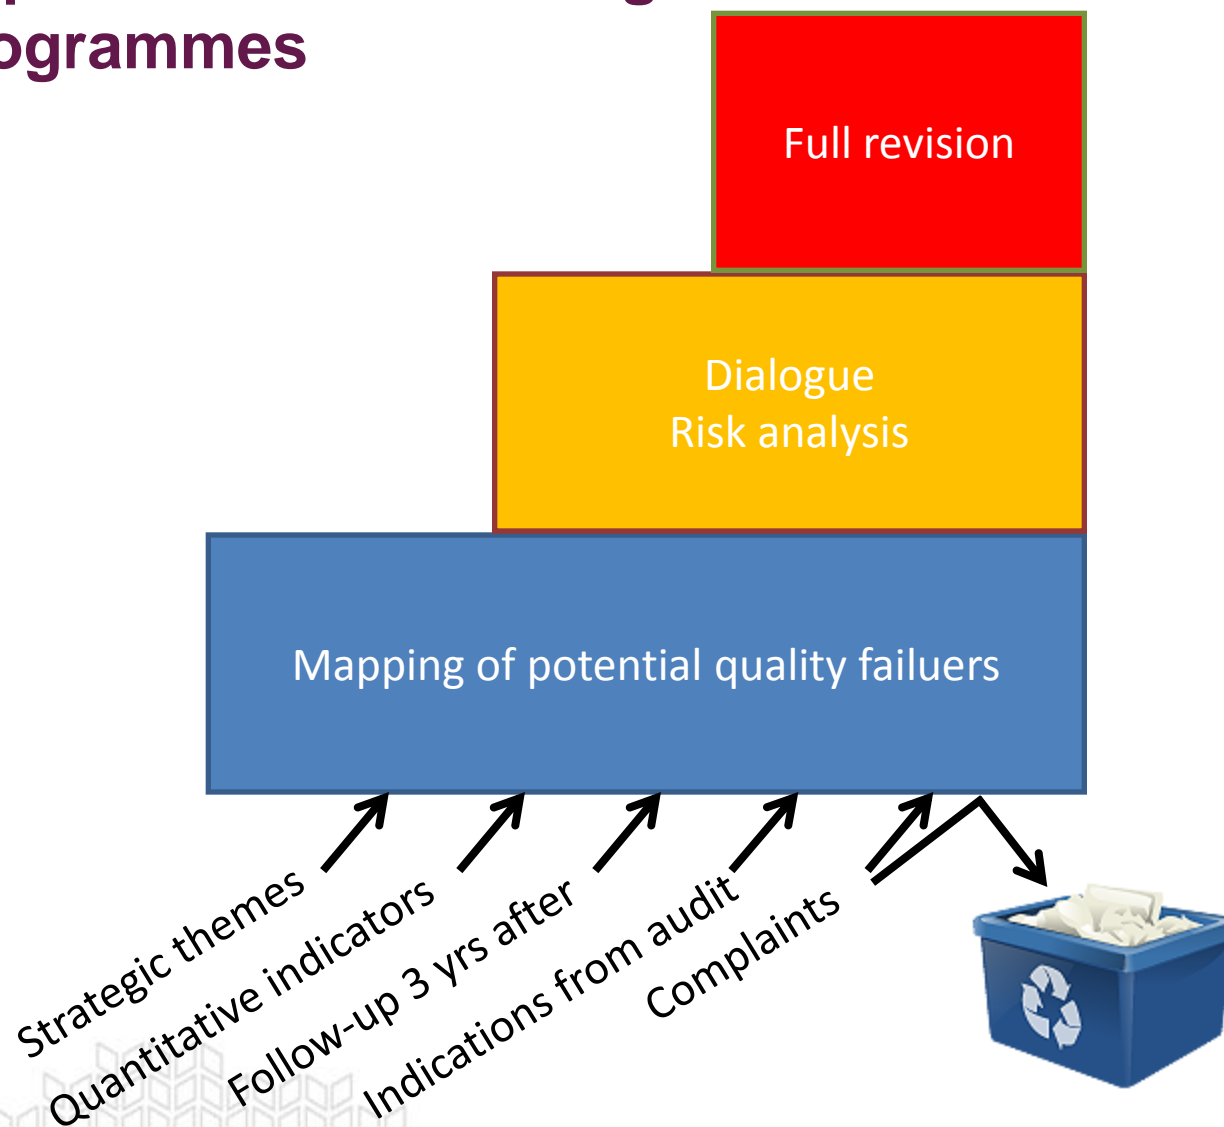 ogrammes
Full revision
Dialogue
Risk analysis
Mapping of potential quality failuers
Strategic themes
Quantitative indicators
Follow-up 3 yrs after
Indications from audit
Complaints